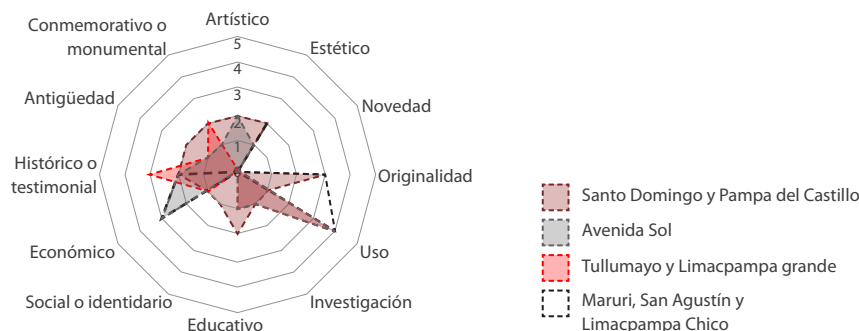 Artístico
Conmemorativo o
monumental
Estético
5
4
3
2
1
Antigüedad
Novedad
Histórico o
testimonial
Originalidad
Económico
Uso
Social o identidario
Investigación
Educativo
Santo Domingo y Pampa del Castillo
Avenida Sol
Tullumayo y Limacpampa grande
Maruri, San Agustín y
Limacpampa Chico